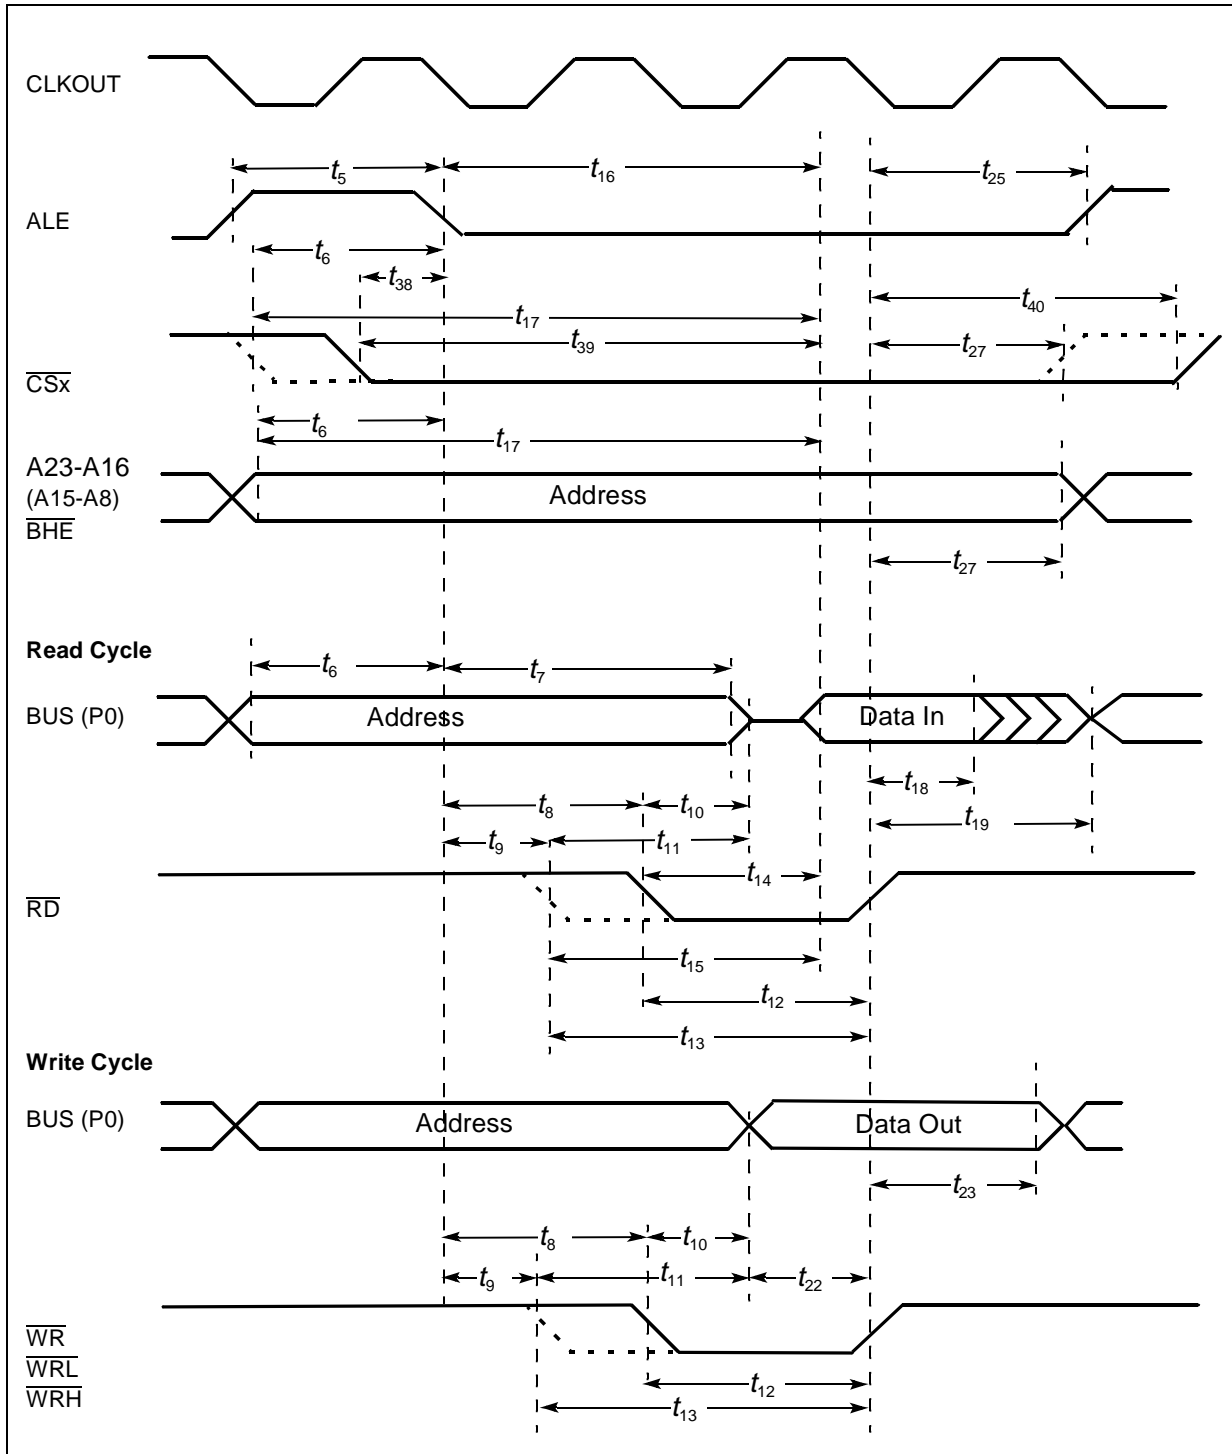 CLKOUT
t5 t16 t25
ALE
t6
t38
t40
t17
t39 t27
CSx
t6
t17
A23-A16
(A15-A8) Address
BHE
t27
Read Cycle
t6 t7
BUS (P0) Address Data In
t18
t8 t10
t19
t9 t11
t14
RD
t15
t12
t13
Write Cycle
BUS (P0) Address Data Out
t23
t8 t10
t9 t11 t22
WR
WRL
t12
WRH
t13